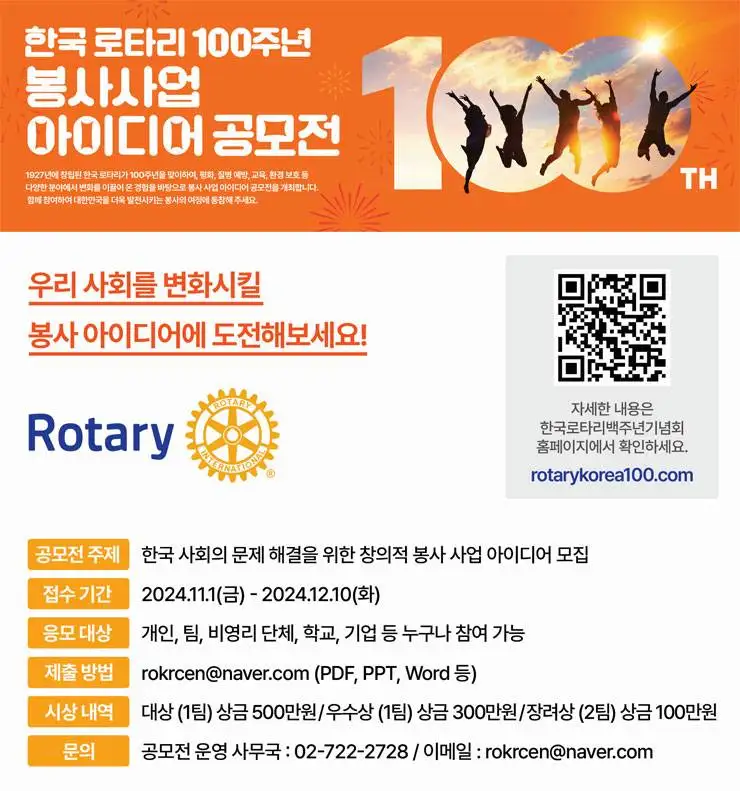 한국 로타리 100주년
봉사사업
아이디어 공모전
1927년에 창립된 한국 로타리가 100주년을 맞이하여, 평화, 질병 예방, 교육, 환경 보호 등
다양한 분야에서 변화를 이끌어 온 경험을 바탕으로 봉사 사업 아이디어 공모전을 개최합니다.
함께 참여하여 대한민국을 더욱 발전시키는 봉사의 여정에 동참해 주세요.
100TH
우리 사회를 변화시킬
봉사 아이디어에 도전해보세요!
Rotary
ROTARY
INTERNATIONAL
®
자세한 내용은
한국로타리백주년기념회
홈페이지에서 확인하세요.
rotarykorea100.com
공모전 주제 한국 사회의 문제 해결을 위한 창의적 봉사 사업 아이디어 모집
접수 기간 2024.11.1(금) - 2024.12.10(화)
응모 대상 개인, 팀, 비영리 단체, 학교, 기업 등 누구나 참여 가능
제출 방법 rokrcen@naver.com (PDF, PPT, Word 등)
시상 내역 대상 (1팀) 상금 500만원/우수상 (1팀) 상금 300만원/장려상 (2팀) 상금 100만원
문의 공모전 운영 사무국 : 02-722-2728 / 이메일 : rokrcen@naver.com